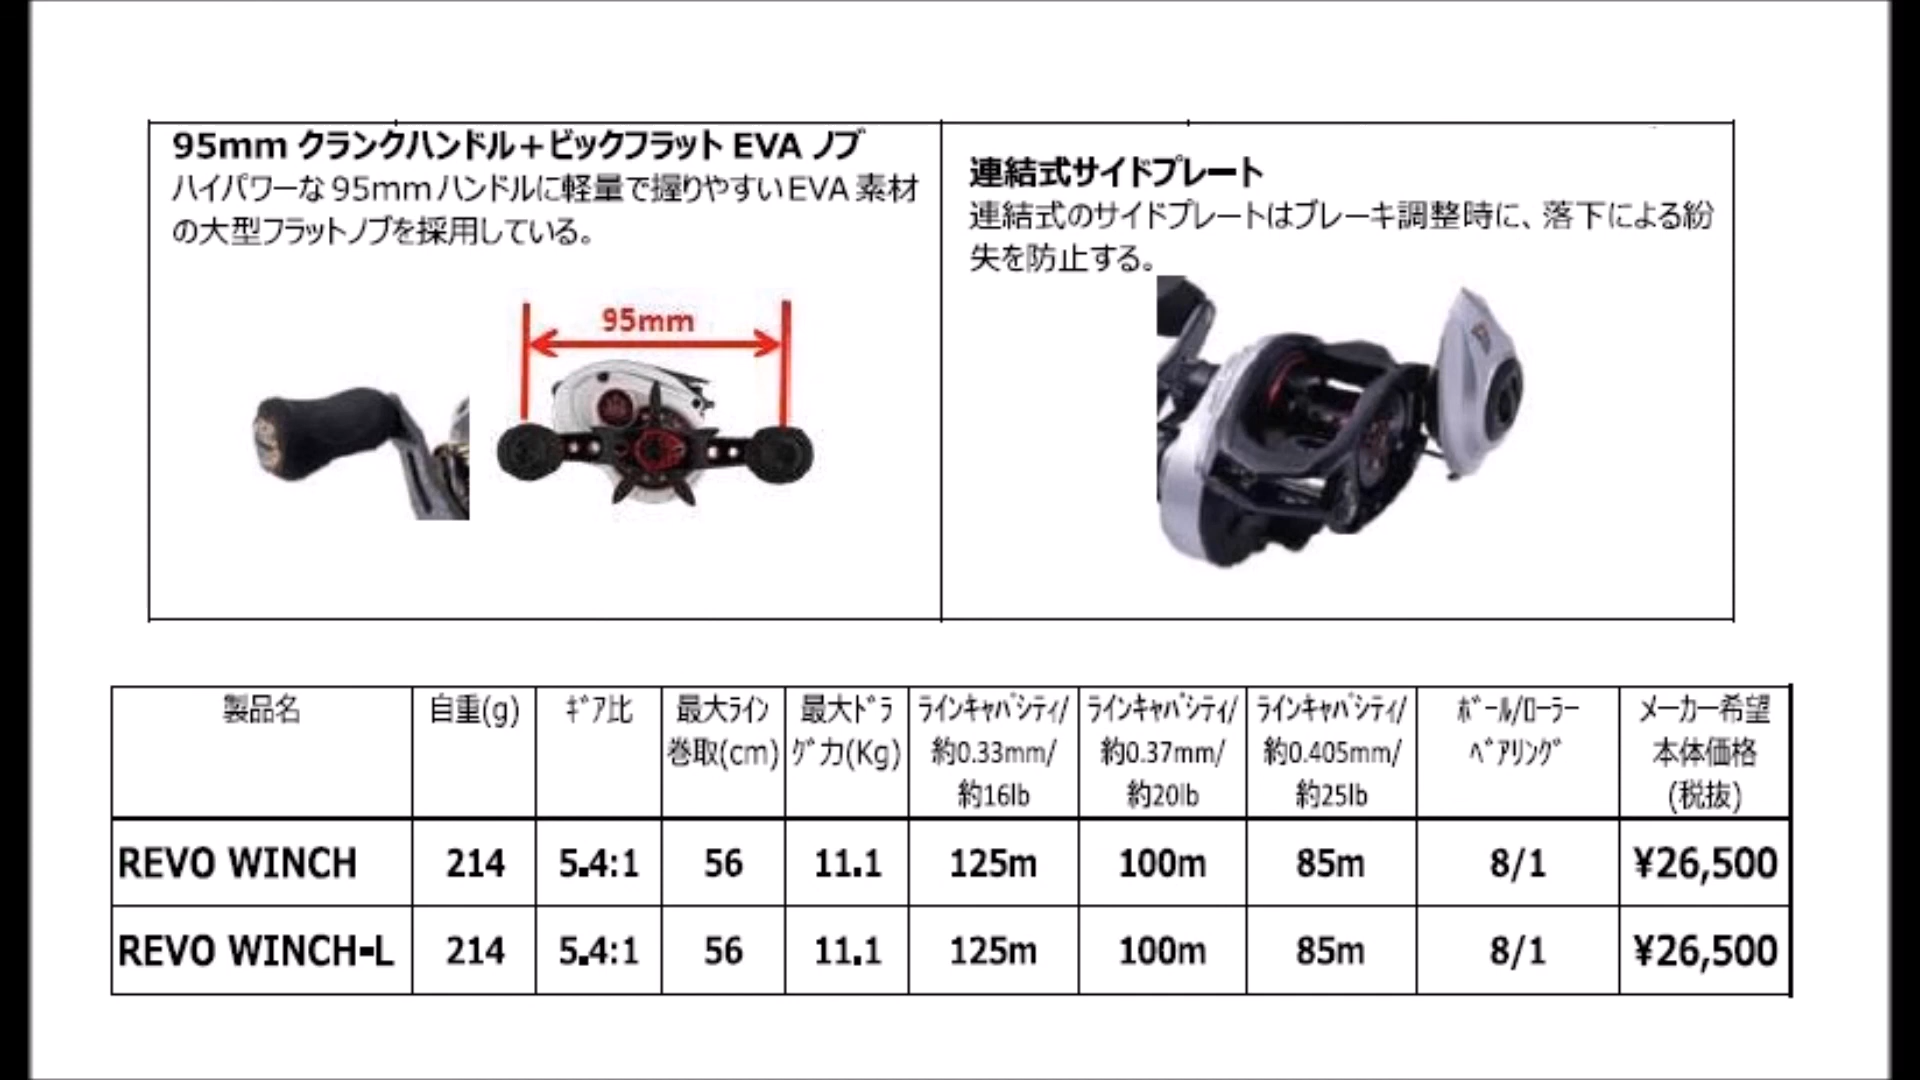 95mm クランクハンドル＋ビックフラット EVA ノブ
ハイパワーな95mmハンドルに軽量で握りやすいEVA素材
の大型フラットノブを採用している。
95mm
連結式サイドプレート
連結式のサイドプレートはブレーキ調整時に、落下による紛
失を防止する。
製品名 自重(g) ｷﾞｱ比 最大ﾗｲﾝ巻取(cm) 最大ﾄﾞﾗｸﾞ力(Kg) ﾗｲﾝｷｬﾊﾟｼﾃｨ/約0.33mm/約16lb ﾗｲﾝｷｬﾊﾟｼﾃｨ/約0.37mm/約20lb ﾗｲﾝｷｬﾊﾟｼﾃｨ/約0.405mm/約25lb ﾎﾞｰﾙ/ﾛｰﾗｰﾍﾞｱﾘﾝｸﾞ メーカー希望本体価格(税抜)
REVO WINCH 214 5.4:1 56 11.1 125m 100m 85m 8/1 ¥26,500
REVO WINCH-L 214 5.4:1 56 11.1 125m 100m 85m 8/1 ¥26,500